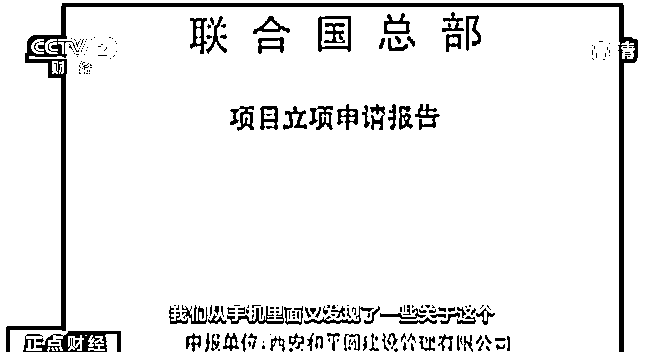 联合国总部
CCTV 2
财经
高清
项目立项申请报告
我们从手机里面又发现了一些关于这个
正点财经
申报单位:西安和平圆建设管理有限公司